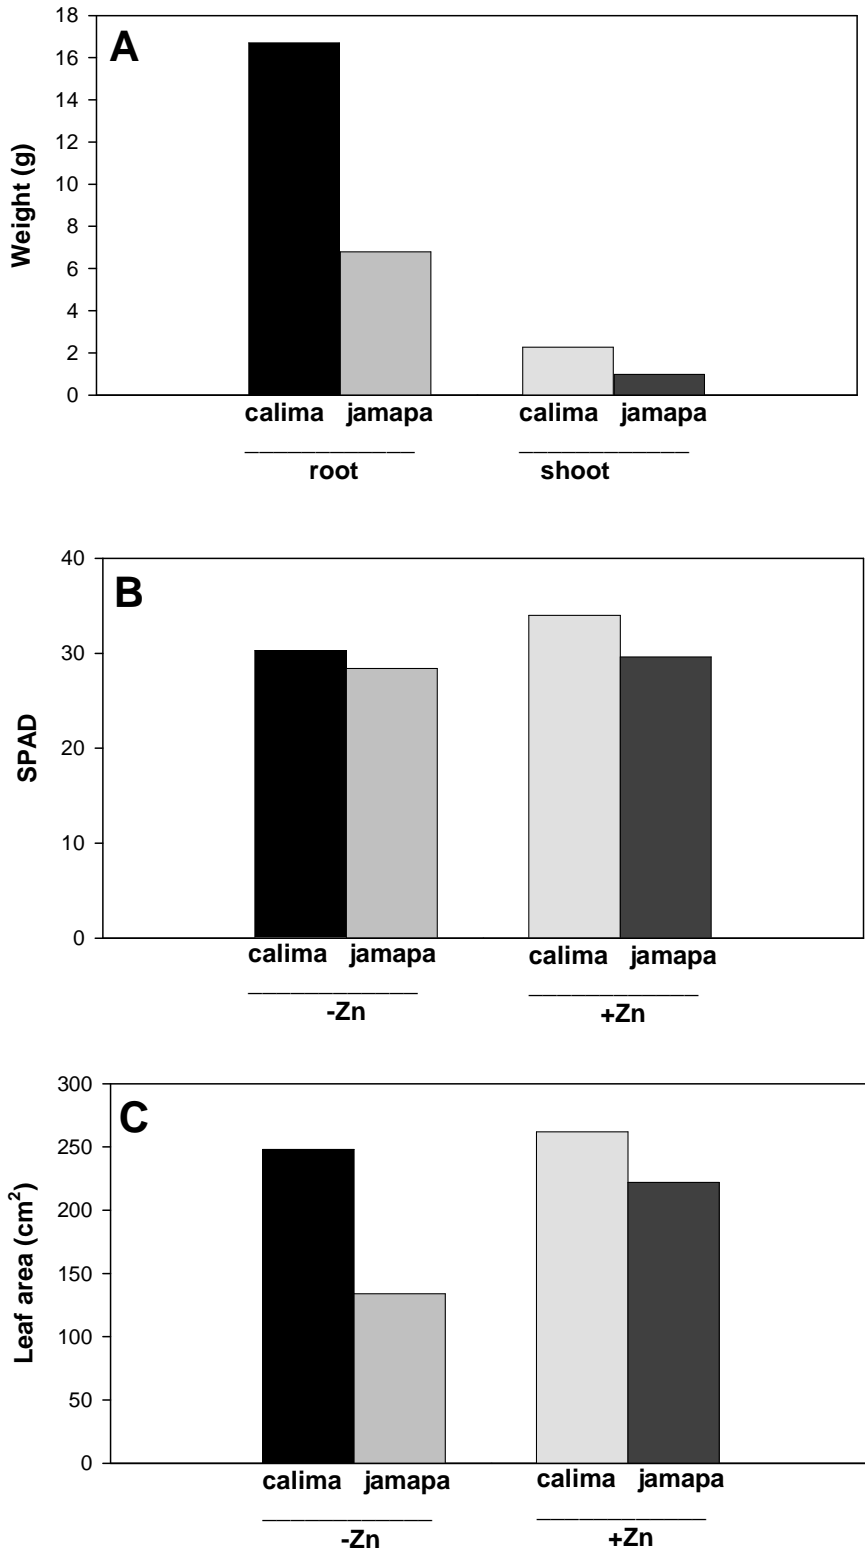 A
Weight (g)
18
16
14
12
10
8
6
4
2
0
calima jamapa calima jamapa
root shoot
B
SPAD
40
30
20
10
0
calima jamapa calima jamapa
-Zn +Zn
C
Leaf area (cm²)
300
250
200
150
100
50
0
calima jamapa calima jamapa
-Zn +Zn